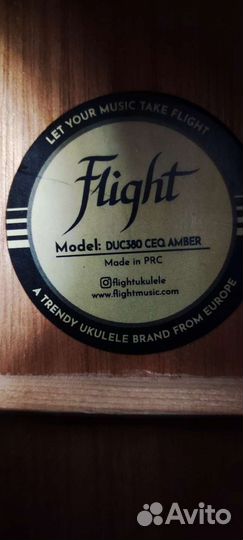 LET YOUR MUSIC TAKE FLIGHT
Flight
Model: DUC380 CEQ AMBER
Made in PRC
flightukulele
www.flightmusic.com
A TRENDY UKULELE BRAND FROM EUROPE
Avito